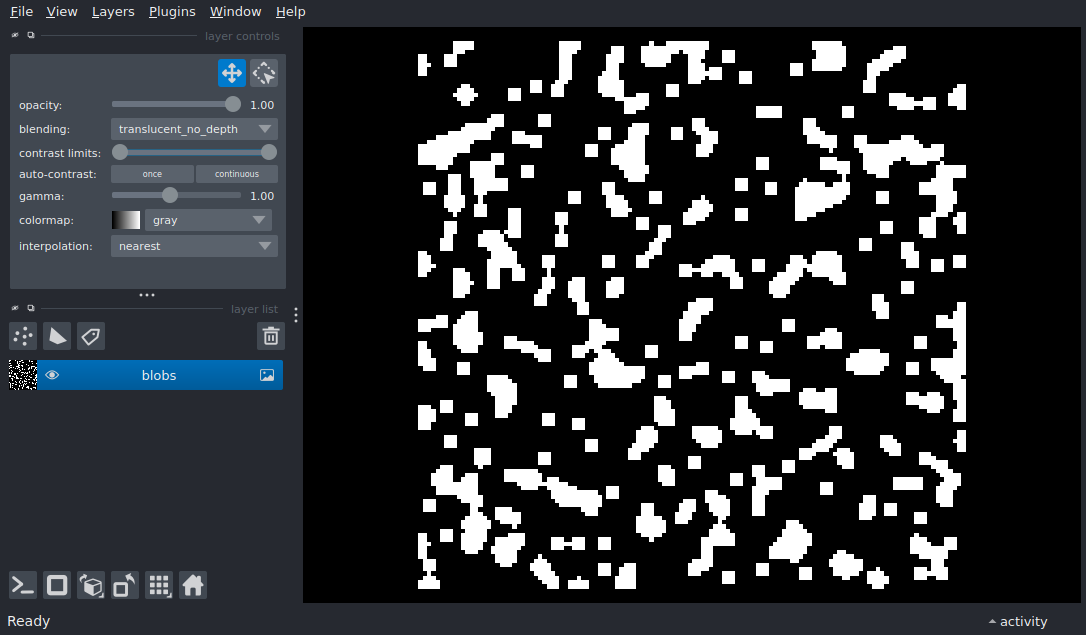 File View Layers Plugins Window Help
layer controls
opacity: 1.00
blending: translucent_no_depth
contrast limits:
auto-contrast: once continuous
gamma: 1.00
colormap: gray
interpolation: nearest
layer list
blobs
Ready activity